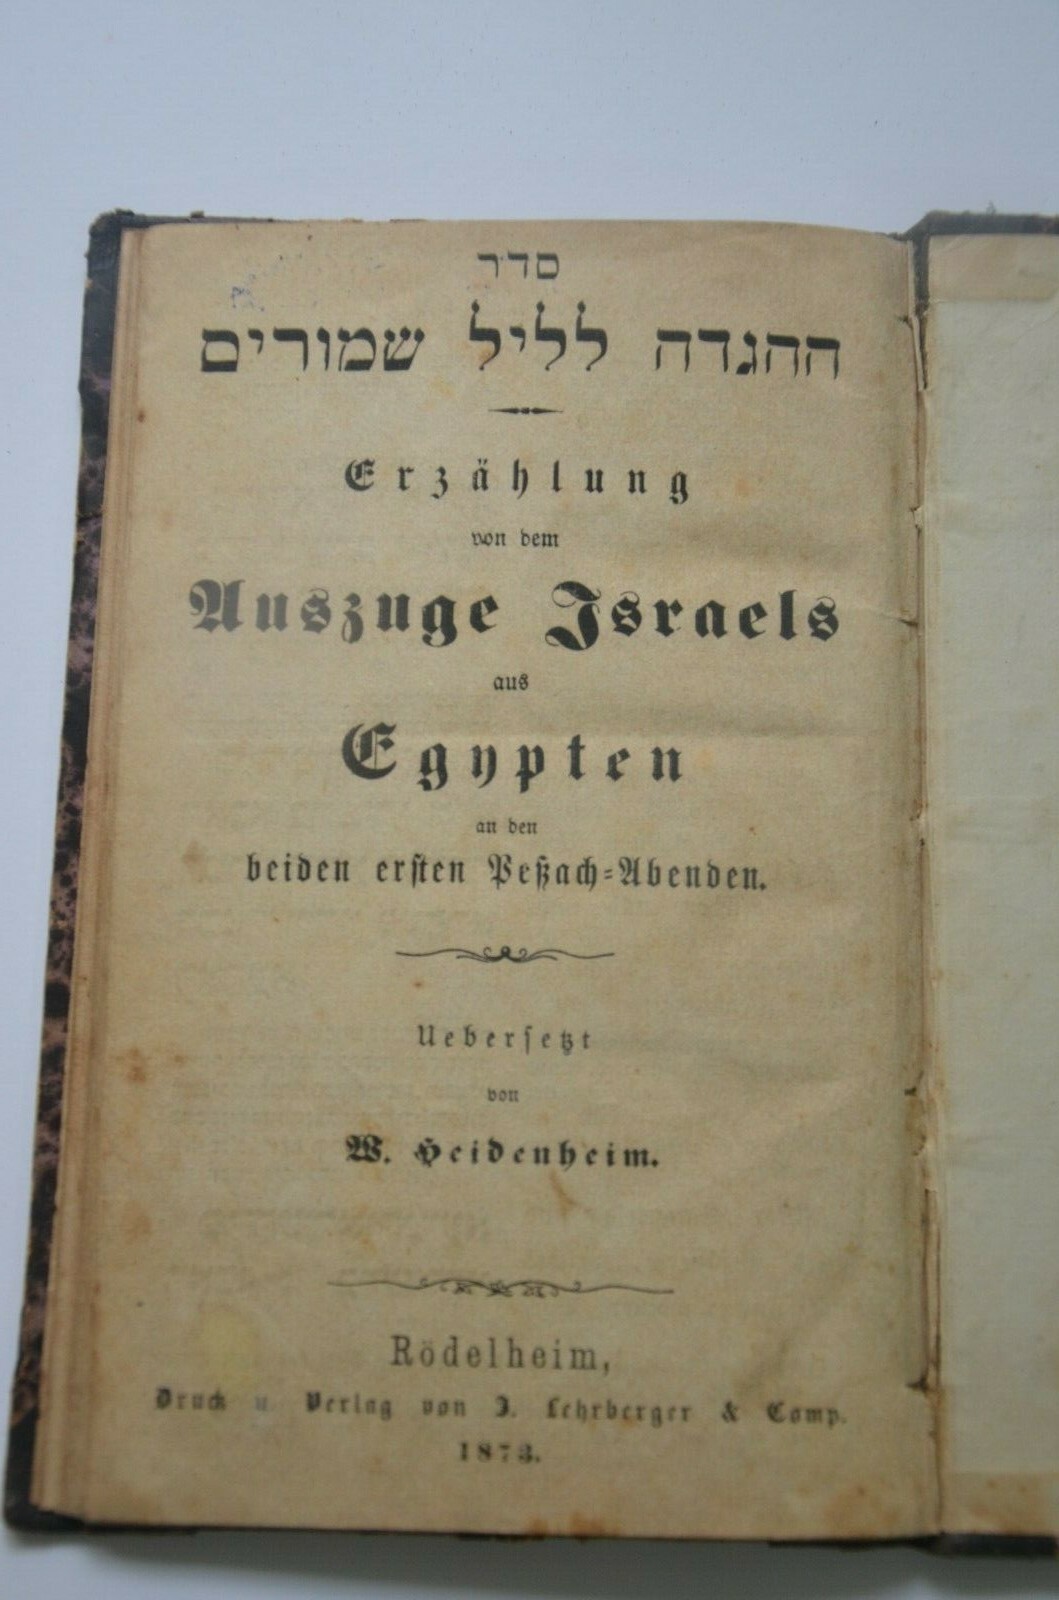 סדר
ההגדה לליל שמורים
Erzählung
von dem
Auszuge Israels
aus
Egypten
an den
beiden ersten Peßach-Abenden.
Uebersetzt
von
W. Heidenheim.
Rödelheim,
Druck u. Verlag von J. Lehrberger & Comp.
1873.